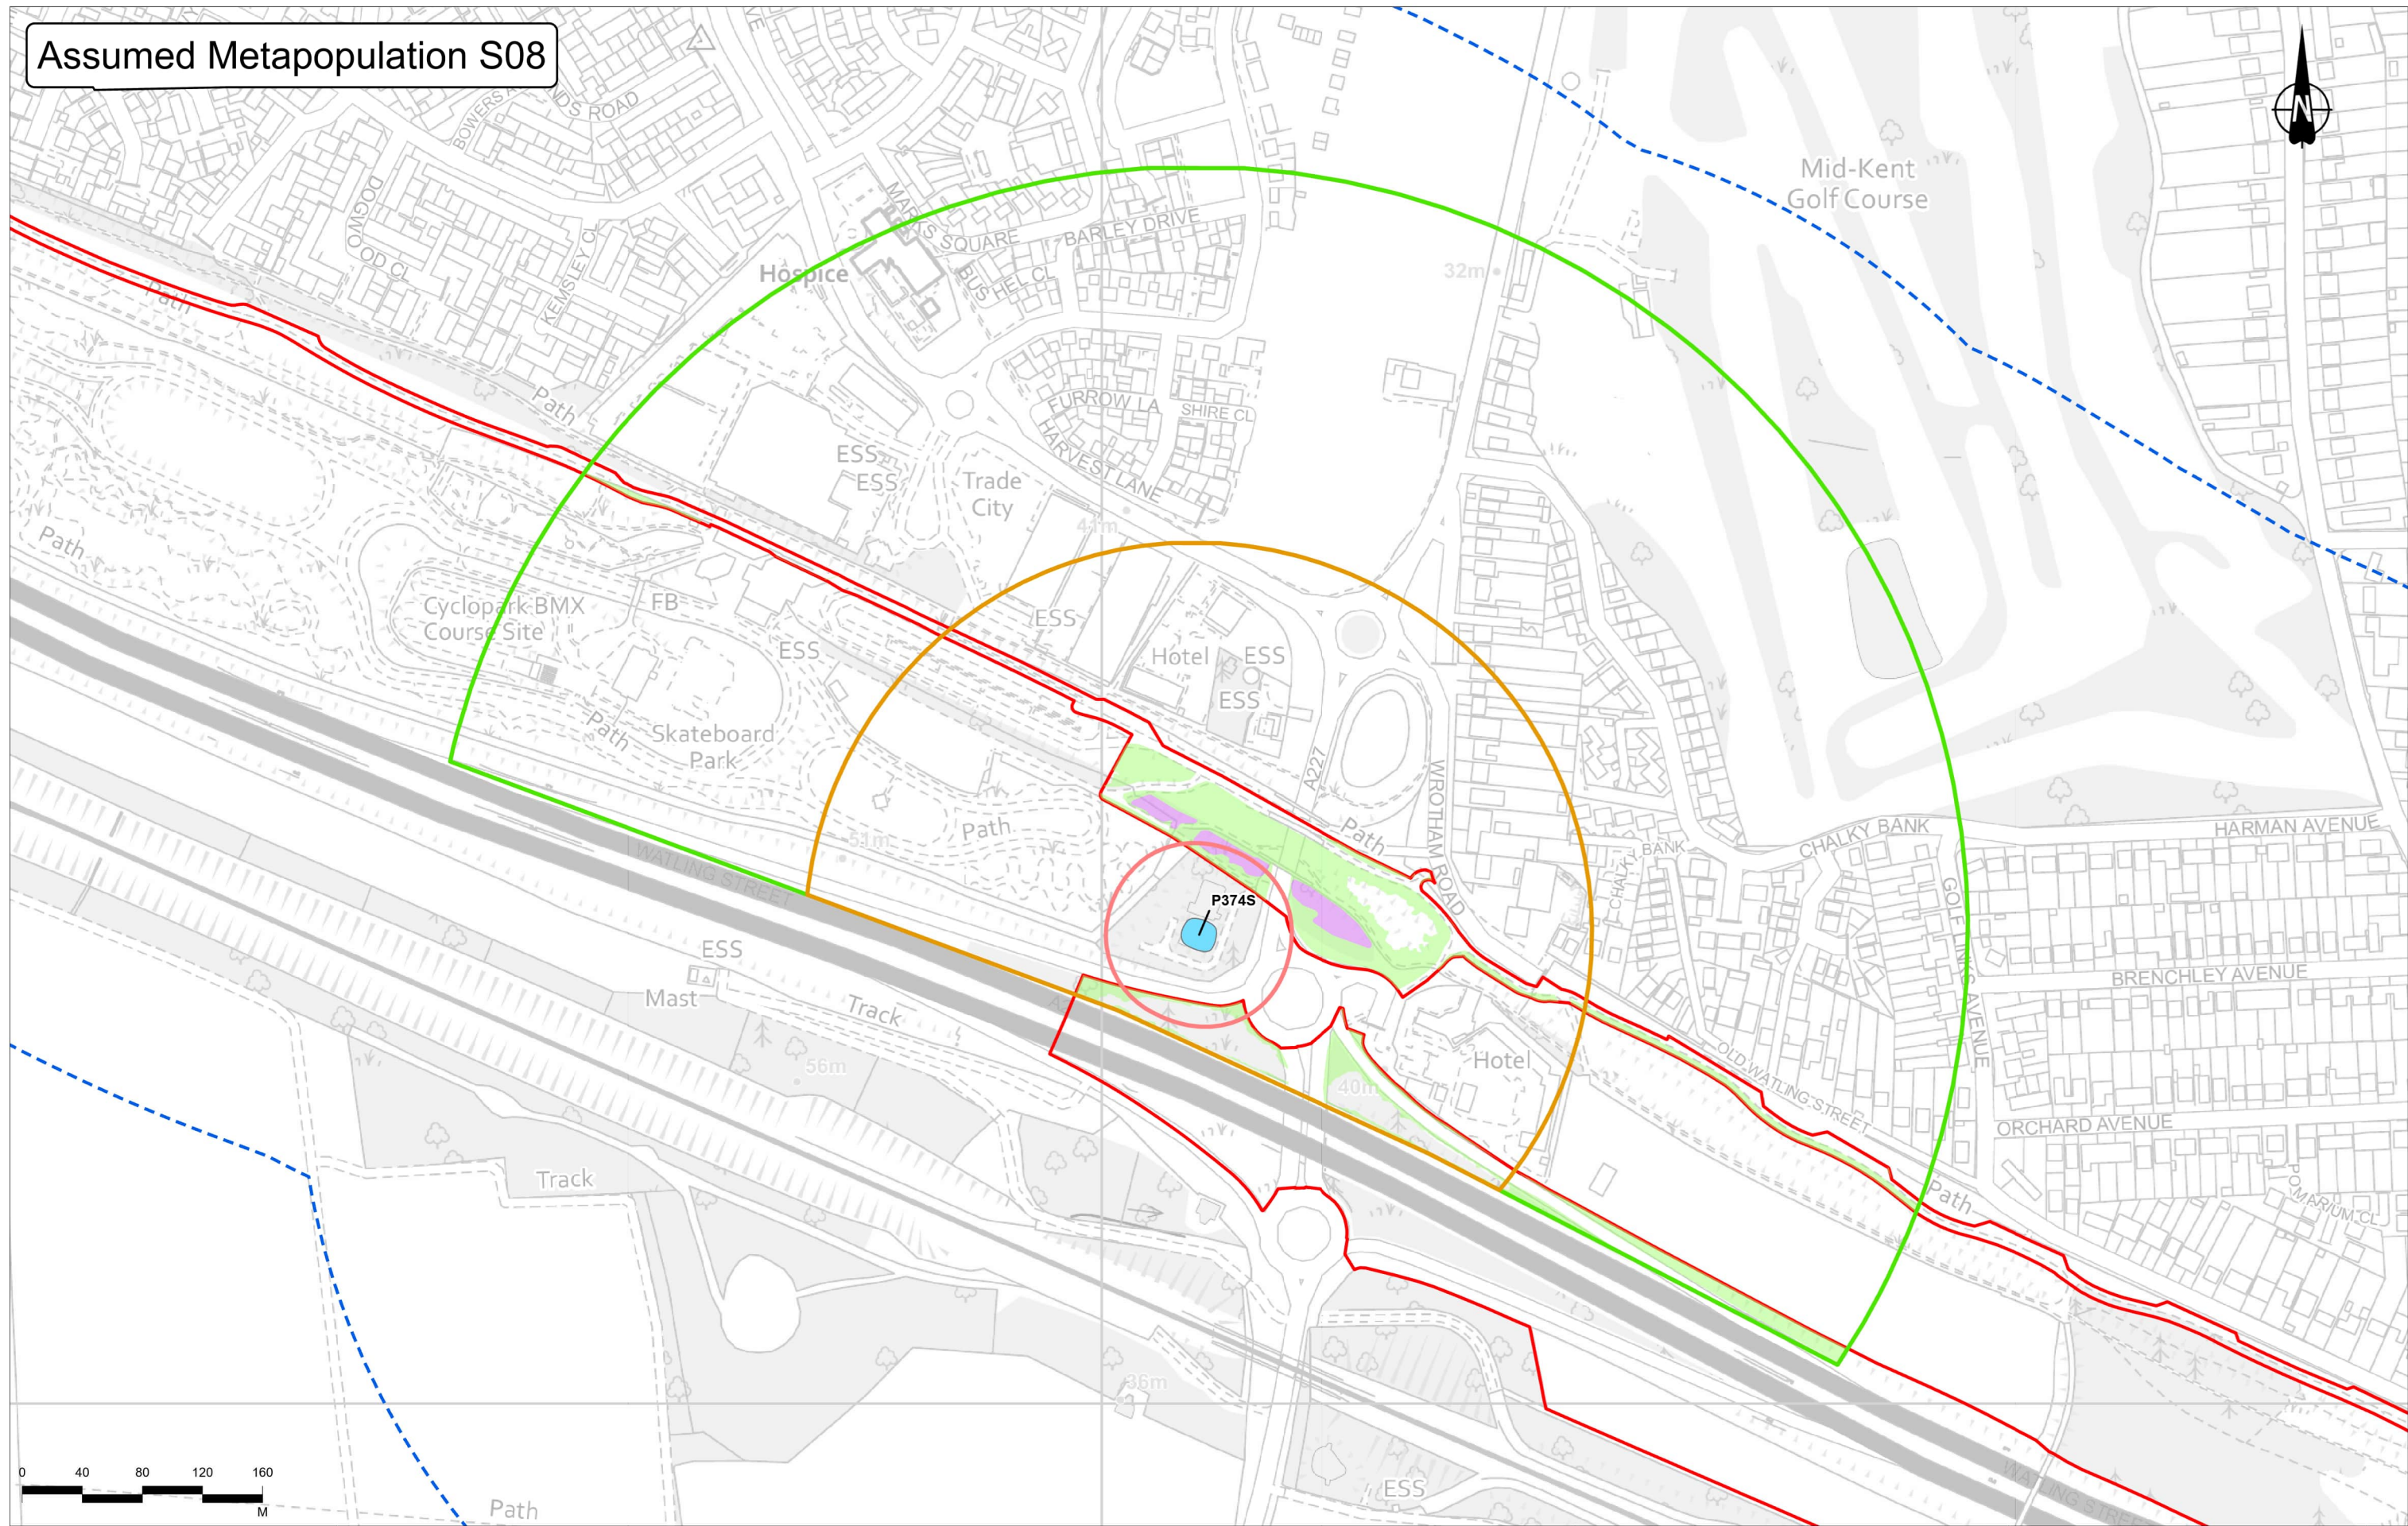 Assumed Metapopulation S08
N
BOWERS
NDS ROAD
DOGWOOD CL
KEMSLEY CL
Path
Hospice
MARKS SQUARE
BARLEY DRIVE
BUSHEL CL
32m
Mid-Kent
Golf Course
Path
FURROW LA
SHIRE CL
HARVEST LANE
ESS
ESS
Trade
City
41m
Path
Cyclopark BMX
Course Site
FB
ESS
ESS
Hotel
ESS
ESS
Skateboard
Park
Path
A227
WROTHAM ROAD
Path
Path
51m
WATLING STREET
CHALKY BANK
CHALKY BANK
HARMAN AVENUE
GOLF LINKS AVENUE
P374S
BRENCHLEY AVENUE
ESS
Mast
Track
56m
Hotel
40m
OLD WATLING STREET
ORCHARD AVENUE
POMARIUM CL
Path
Track
36m
WATLING STREET
ESS
Path
0 40 80 120 160
M